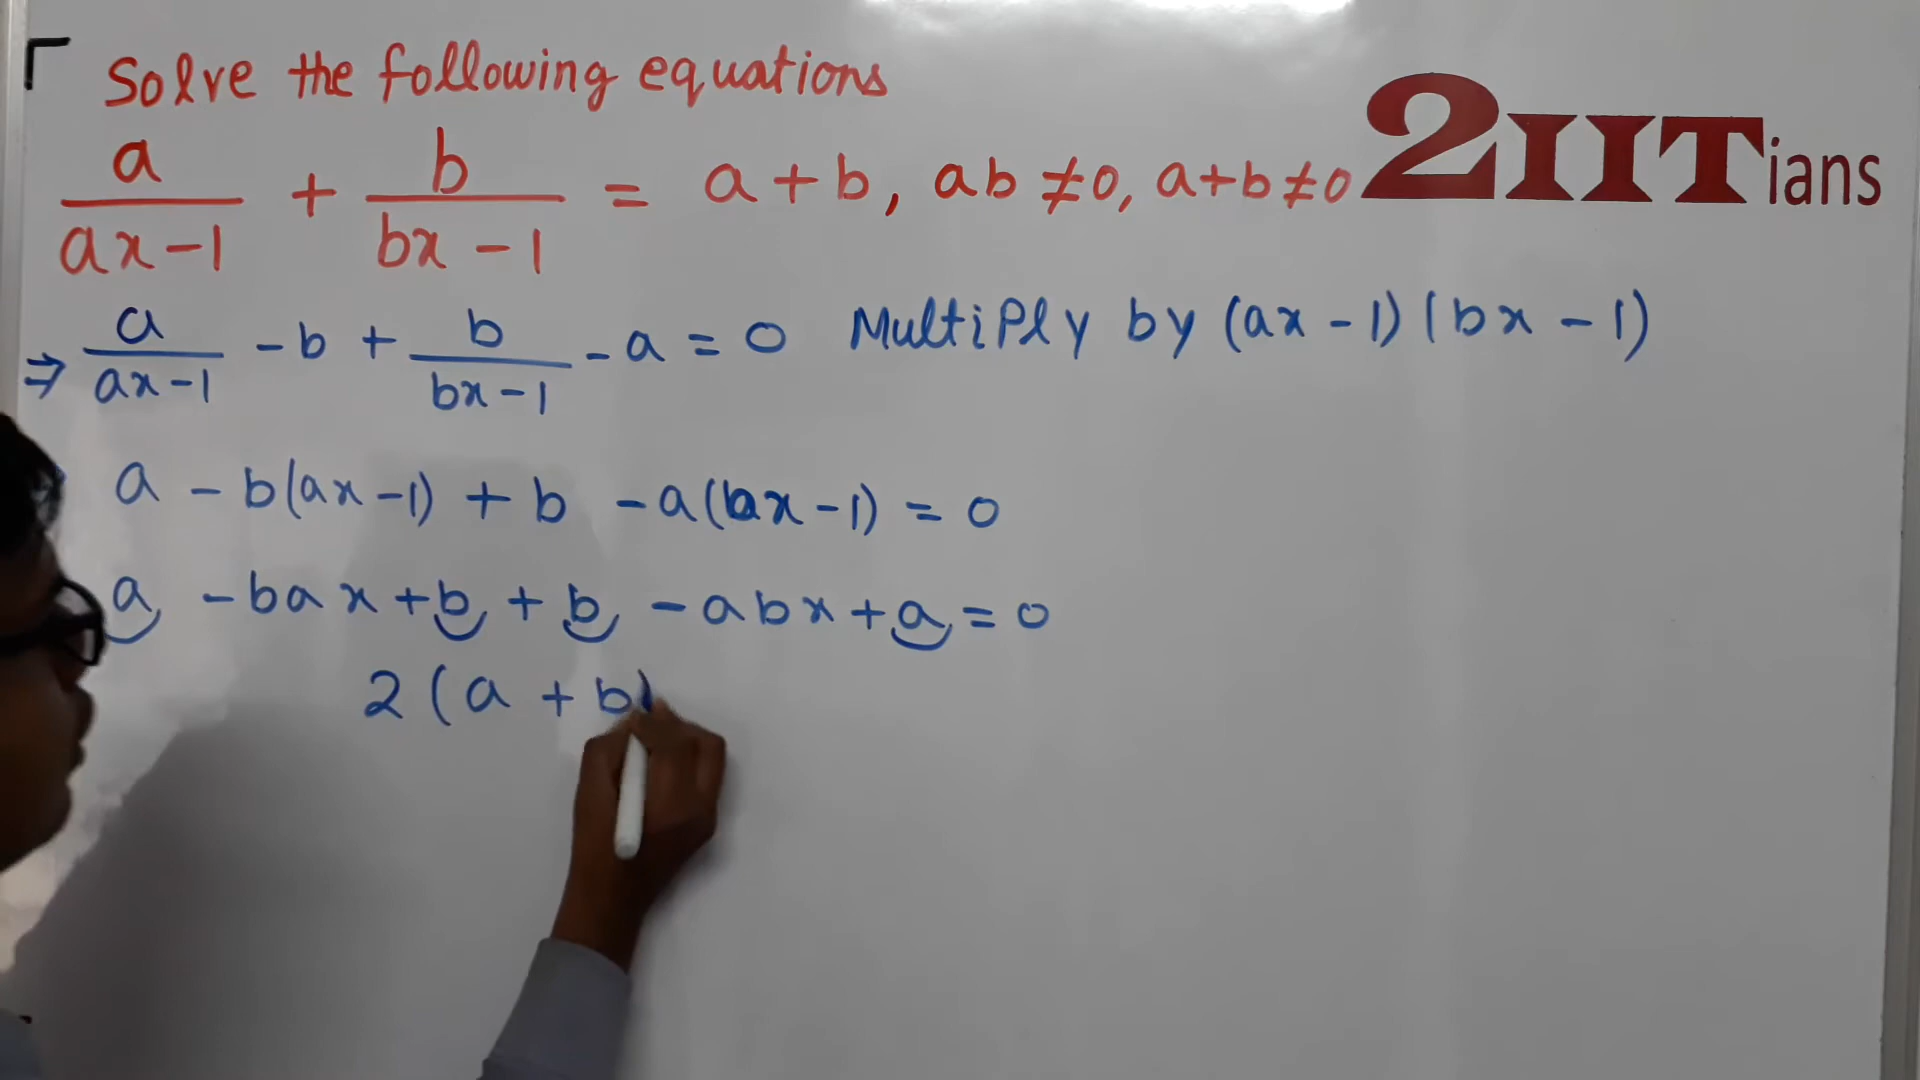 Solve the following equations
2IITians
a/(ax-1) + b/(bx-1) = a+b, ab≠0, a+b≠0
⇒ a/(ax-1) -b + b/(bx-1) -a = 0 Multiply by (ax-1)(bx-1)
a - b(ax-1) + b -a(bx-1) = 0
a -bax+b+b -abx+a=0
2(a+b)